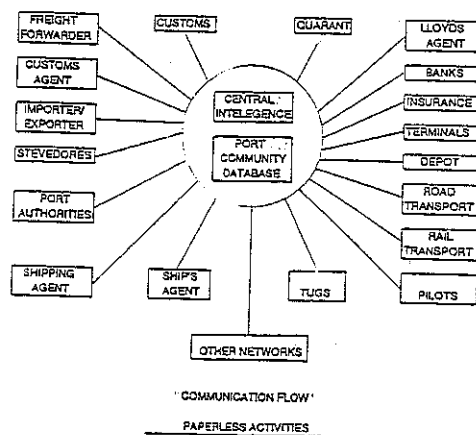 FREIGHT
FORWARDER
CUSTOMS
QUARANT
LLOYDS
AGENT
CUSTOMS
AGENT
BANKS
IMPORTER/
EXPORTER
CENTRAL
INTELEGENCE
INSURANCE
STEVEDORES
PORT
COMMUNITY
DATABASE
TERMINALS
DEPOT
PORT
AUTHORITIES
ROAD
TRANSPORT
RAIL
TRANSPORT
SHIPPING
AGENT
SHIP'S
AGENT
TUGS
PILOTS
OTHER NETWORKS
"COMMUNICATION FLOW"
PAPERLESS ACTIVITIES